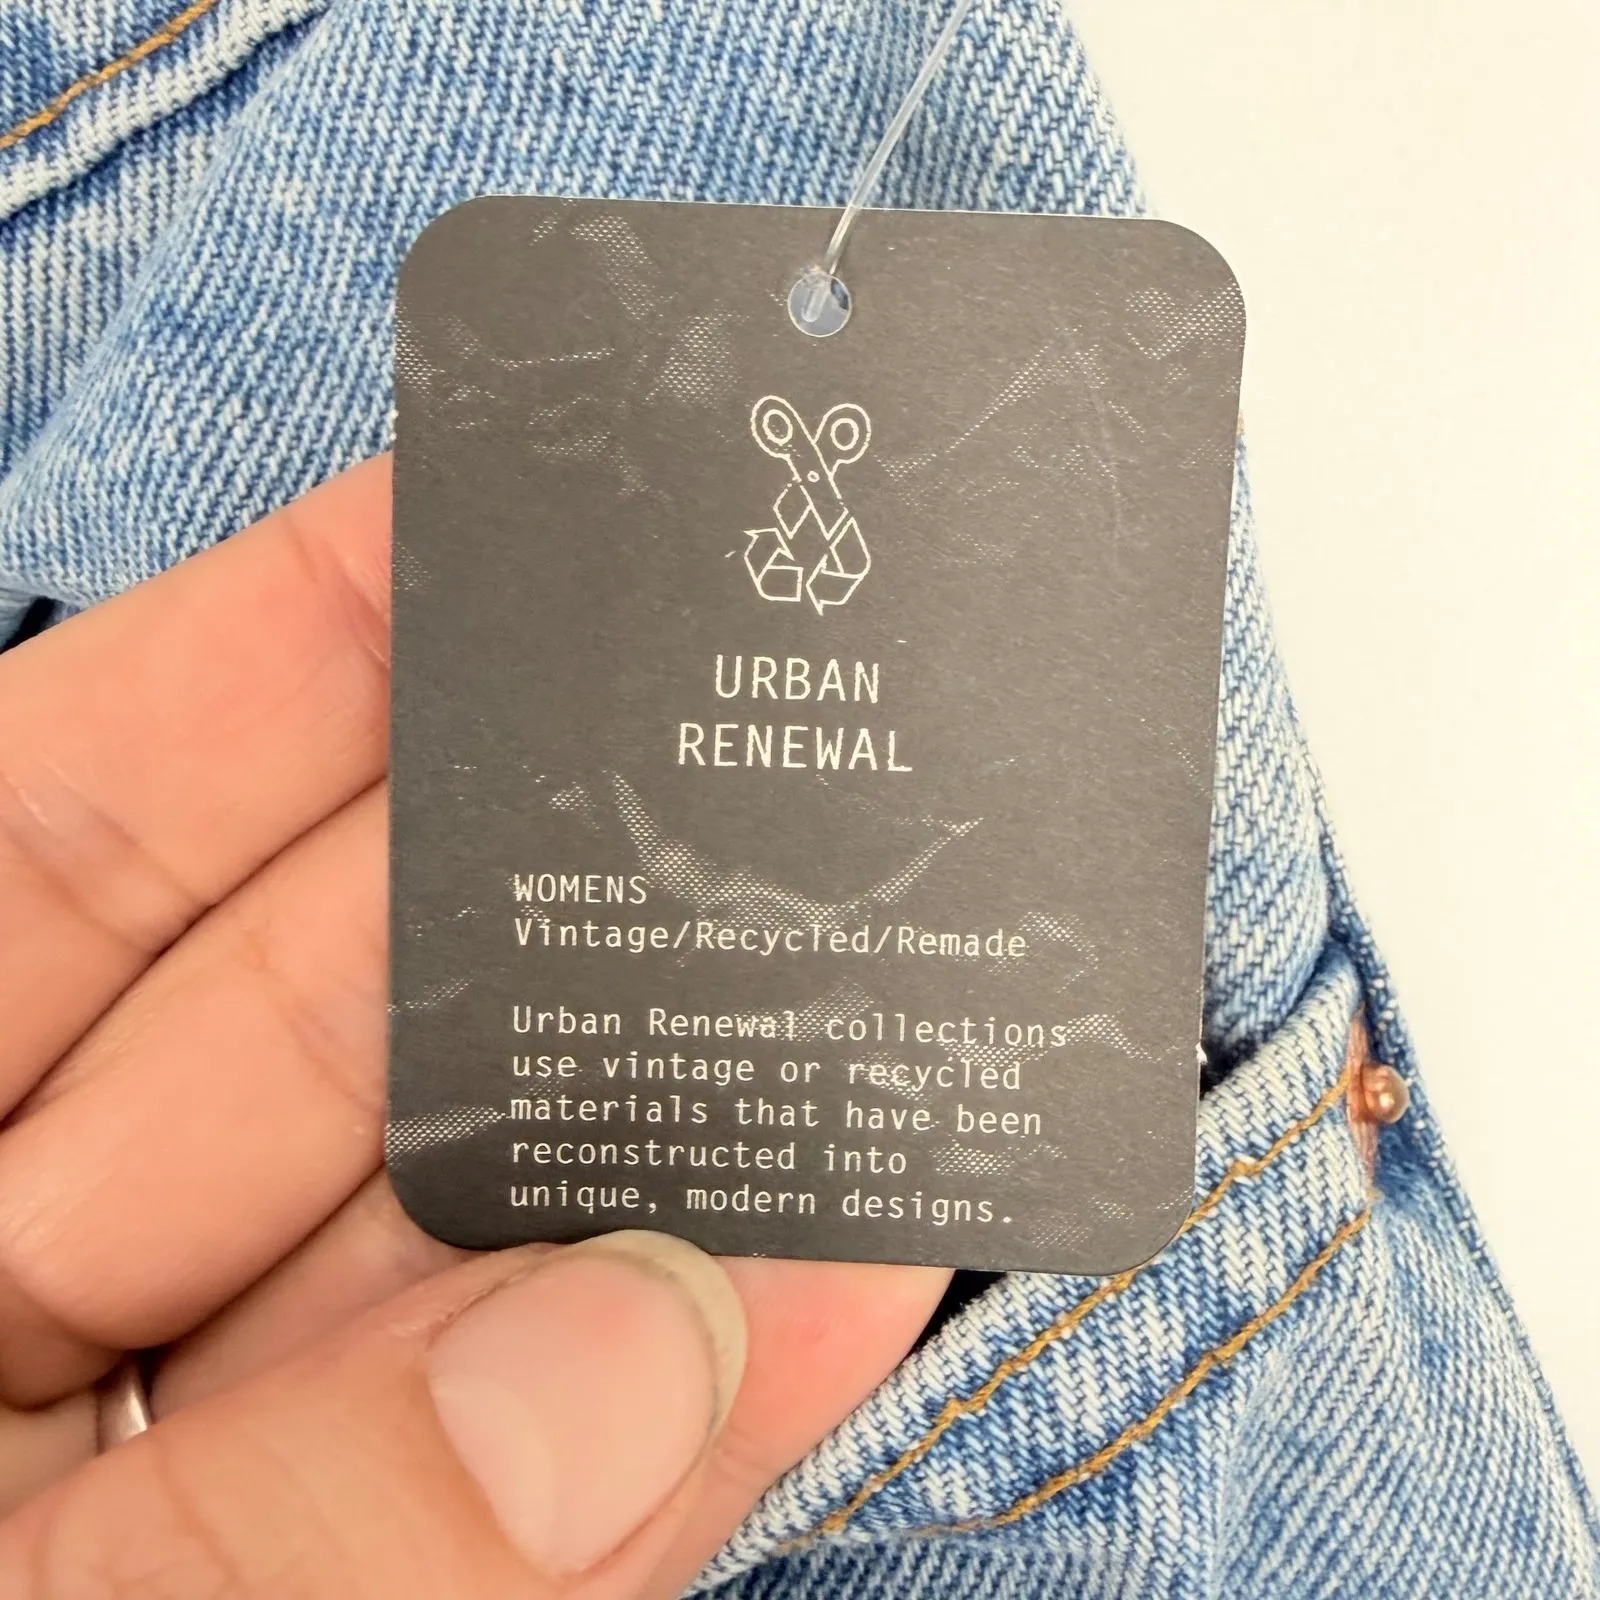 URBAN
RENEWAL
WOMENS
Vintage/Recycled/Remade
Urban Renewal collections
use vintage or recycled
materials that have been
reconstructed into
unique, modern designs.